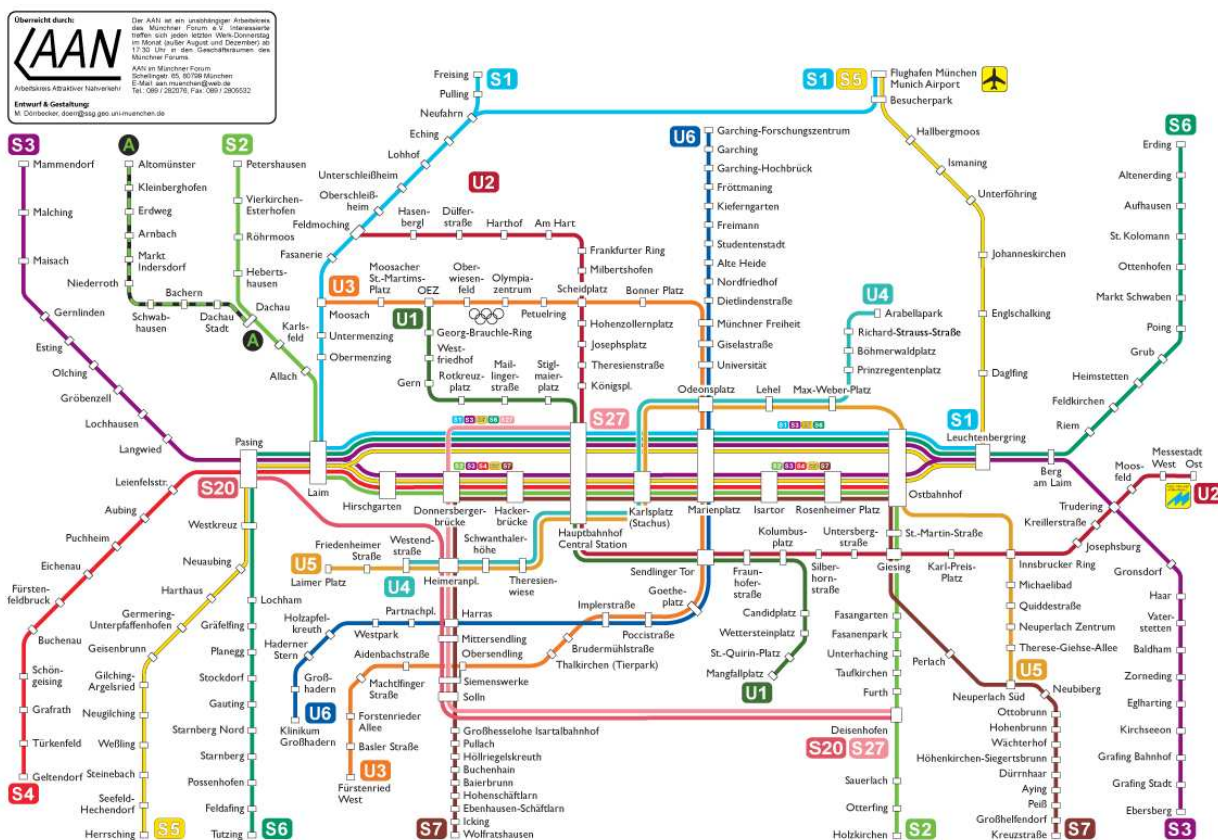 Überreicht durch:
AAN
Arbeitskreis Attraktiver Nahverkehr
Entwurf & Gestaltung:
M. Dörrbecker, doerr@ssg.geo.uni-muenchen.de
Der AAN ist ein unabhängiger Arbeitskreis
des Münchner Forum e.V. Interessierte
treffen sich jeden letzten Werk-Donnerstag
im Monat (außer August und Dezember) ab
17:30 Uhr in den Geschäftsräumen des
Münchner Forums.
AAN im Münchner Forum
Schellingstr. 65, 80799 München
E-Mail: aan.muenchen@web.de
Tel.: 089 / 282076, Fax: 089 / 2805532
S1
Freising
Pulling
Neufahrn
Eching
Lohhof
Unterschleißheim
Oberschleiß-
heim
Feldmoching
Fasanerie
Moosach
Untermenzing
Obermenzing
S1 S5
Flughafen München
Munich Airport
Besucherpark
Hallbergmoos
Ismaning
Unterföhring
Johanneskirchen
Englschalking
Daglfing
S1
Leuchtenbergring
S3
Mammendorf
Malching
Maisach
Gernlinden
Esting
Olching
Gröbenzell
Lochhausen
Langwied
A
Altomünster
Kleinberghofen
Erdweg
Arnbach
Markt
Indersdorf
Niederroth
Schwab-
hausen
Bachern
Dachau
Stadt
A
S2
Petershausen
Vierkirchen-
Esterhofen
Röhrmoos
Heberts-
hausen
Dachau
Karls-
feld
Allach
U2
Hasen-
bergl
Dülfer-
straße
Harthof
Am Hart
Frankfurter Ring
Milbertshofen
Scheidplatz
Hohenzollernplatz
Josephsplatz
Theresienstraße
Königspl.
U3
Moosacher
St.-Martins-
Platz
OEZ
Ober-
wiesen-
feld
Olympia-
zentrum
Petuelring
Bonner Platz
U1
Georg-Brauchle-Ring
West-
friedhof
Gern
Rotkreuz-
platz
Mail-
linger-
straße
Stigl-
maier-
platz
U6
Garching-Forschungszentrum
Garching
Garching-Hochbrück
Fröttmaning
Kieferngarten
Freimann
Studentenstadt
Alte Heide
Nordfriedhof
Dietlindenstraße
Münchner Freiheit
Giselastraße
Universität
Odeonsplatz
Lehel
Max-Weber-Platz
U4
Arabellapark
Richard-Strauss-Straße
Böhmerwaldplatz
Prinzregentenplatz
S6
Erding
Altenerding
Aufhausen
St. Kolomann
Ottenhofen
Markt Schwaben
Poing
Grub
Heimstetten
Feldkirchen
Riem
Berg
am Laim
S27
Pasing
S20
Laim
Hirschgarten
Donnersberger-
brücke
Hacker-
brücke
Hauptbahnhof
Central Station
Karlsplatz
(Stachus)
Marienplatz
Isartor
Rosenheimer Platz
Ostbahnhof
Messestadt
West Ost
U2
Moos-
feld
Trudering
Kreillerstraße
Josephsburg
Innsbrucker Ring
Karl-Preis-
Platz
Giesing
St.-Martin-Straße
Untersberg-
straße
Silber-
horn-
straße
Kolumbus-
platz
Fraun-
hofer-
straße
Sendlinger Tor
Leienfelsstr.
Aubing
Puchheim
Eichenau
Fürsten-
feldbruck
Buchenau
Schön-
geising
Grafrath
Türkenfeld
Geltendorf
S4
Westkreuz
Neuaubing
Harthaus
Germering-
Unterpfaffenhofen
Geisenbrunn
Gilching-
Argelsried
Neugilching
Weßling
Steinebach
Seefeld-
Hechendorf
Herrsching
S5
Lochham
Gräfelfing
Planegg
Stockdorf
Gauting
Starnberg Nord
Starnberg
Possenhofen
Feldafing
Tutzing
S6
U5
Laimer Platz
Friedenheimer
Straße
U4
Westend-
straße
Heimeranpl.
Schwanthaler-
höhe
Theresien-
wiese
Goethe-
platz
Poccistraße
Implerstraße
Brudermühlstraße
Thalkirchen (Tierpark)
Obersendling
Aidenbachstraße
Machtlfinger
Straße
Forstenrieder
Allee
Basler Straße
U3
Fürstenried
West
Harras
Partnachpl.
Westpark
Holzapfel-
kreuth
Haderner
Stern
Groß-
hadern
U6
Klinikum
Großhadern
Mittersendling
Siemenswerke
Solln
Großhesselohe Isartalbahnhof
Pullach
Höllriegelskreuth
Buchenhain
Baierbrunn
Hohenschäftlarn
Ebenhausen-Schäftlarn
Icking
Wolfratshausen
S7
Candidplatz
Wettersteinplatz
St.-Quirin-Platz
Mangfallplatz
U1
Fasangarten
Fasanenpark
Unterhaching
Taufkirchen
Furth
Deisenhofen
S20 S27
Sauerlach
Otterfing
Holzkirchen
S2
Michaelibad
Quiddestraße
Neuperlach Zentrum
Therese-Giehse-Allee
U5
Neuperlach Süd
Perlach
Neubiberg
Ottobrunn
Hohenbrunn
Wächterhof
Höhenkirchen-Siegertsbrunn
Dürrnhaar
Aying
Peiß
Großhelfendorf
Kreuzstraße
S7
Gronsdorf
Haar
Vater-
stetten
Baldham
Zorneding
Eglharting
Kirchseeon
Grafing Bahnhof
Grafing Stadt
Ebersberg
S3